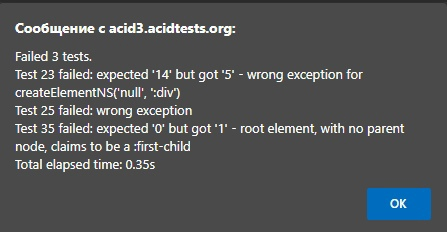 Сообщение с acid3.acidtests.org:
Failed 3 tests.
Test 23 failed: expected '14' but got '5' - wrong exception for
createElementNS('null', ':div')
Test 25 failed: wrong exception
Test 35 failed: expected '0' but got '1' - root element, with no parent
node, claims to be a :first-child
Total elapsed time: 0.35s
OK